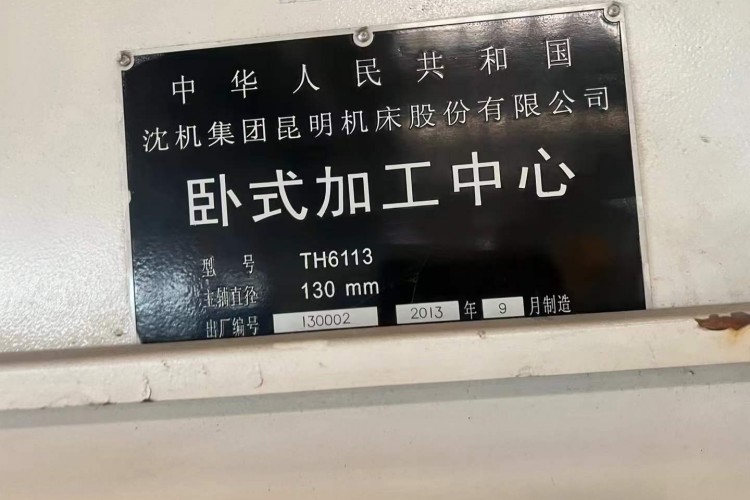 中华人民共和国
沈机集团昆明机床股份有限公司
卧式加工中心
型号 TH6113
主轴直径 130 mm
出厂编号 130002 2013 年 9 月制造